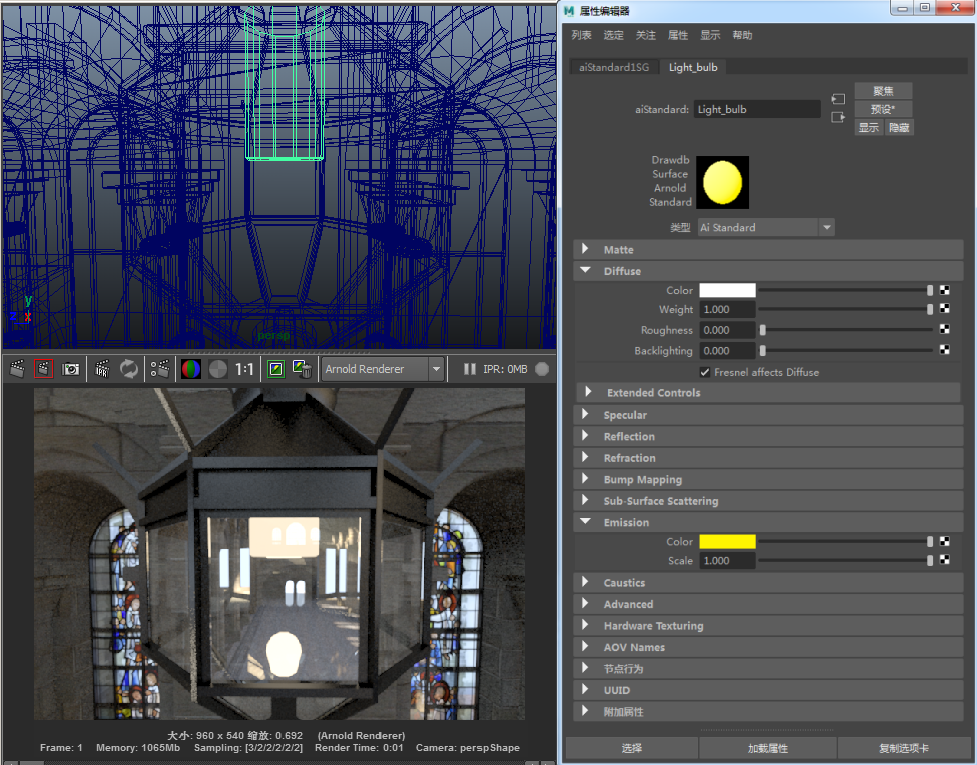 属性编辑器
列表 选定 关注 属性 显示 帮助
aiStandard1SG Light_bulb
aiStandard: Light_bulb
聚焦
预设*
显示 隐藏
Drawdb
Surface
Arnold
Standard
类型 Ai Standard
Matte
Diffuse
Color
Weight 1.000
Roughness 0.000
Backlighting 0.000
Fresnel affects Diffuse
Extended Controls
Specular
Reflection
Refraction
Bump Mapping
Sub-Surface Scattering
Emission
Color
Scale 1.000
Caustics
Advanced
Hardware Texturing
AOV Names
节点行为
UUID
附加属性
选择 加载属性 复制选项卡
y
z x
persp
IPR 1:1 Arnold Renderer IPR: 0MB
大小: 960 x 540 缩放: 0.692 (Arnold Renderer)
Frame: 1 Memory: 1065Mb Sampling: [3/2/2/2/2/2] Render Time: 0:01 Camera: perspShape